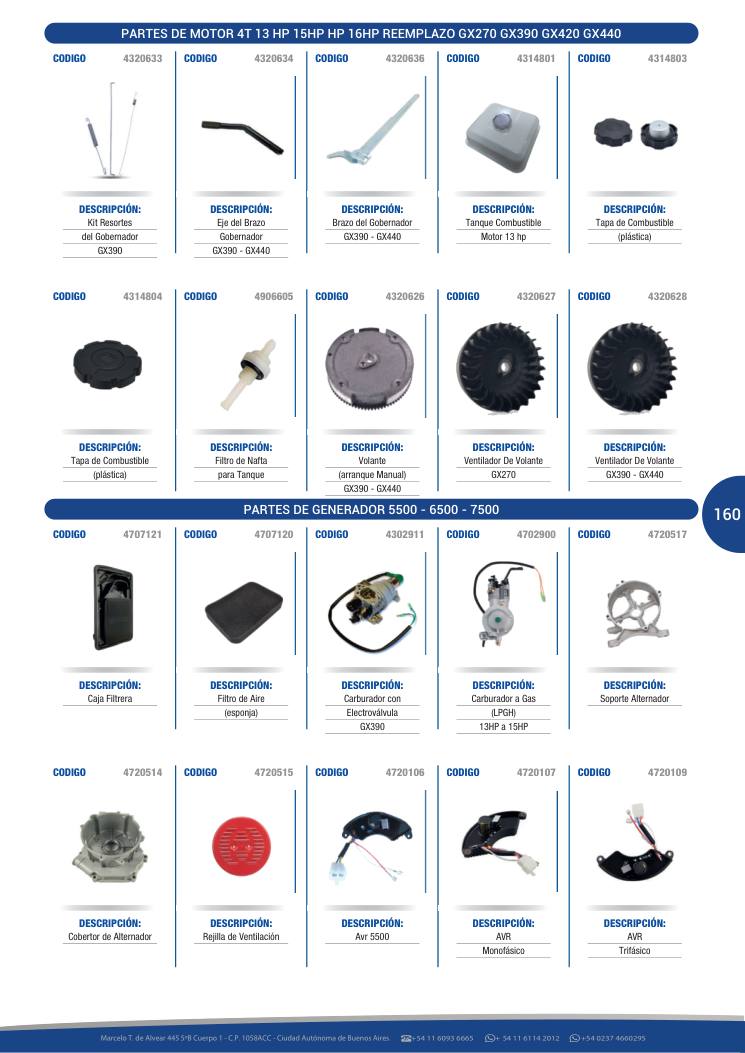 PARTES DE MOTOR 4T 13 HP 15HP HP 16HP REEMPLAZO GX270 GX390 GX420 GX440
CODIGO 4320633
CODIGO 4320634
CODIGO 4320636
CODIGO 4314801
CODIGO 4314803
DESCRIPCIÓN:
Kit Resortes
del Gobernador
GX390
DESCRIPCIÓN:
Eje del Brazo
Gobernador
GX390 - GX440
DESCRIPCIÓN:
Brazo del Gobernador
GX390 - GX440
DESCRIPCIÓN:
Tanque Combustible
Motor 13 hp
DESCRIPCIÓN:
Tapa de Combustible
(plástica)
CODIGO 4314804
CODIGO 4906605
CODIGO 4320626
CODIGO 4320627
CODIGO 4320628
DESCRIPCIÓN:
Tapa de Combustible
(plástica)
DESCRIPCIÓN:
Filtro de Nafta
para Tanque
DESCRIPCIÓN:
Volante
(arranque Manual)
GX390 - GX440
DESCRIPCIÓN:
Ventilador De Volante
GX270
DESCRIPCIÓN:
Ventilador De Volante
GX390 - GX440
PARTES DE GENERADOR 5500 - 6500 - 7500
160
CODIGO 4707121
CODIGO 4707120
CODIGO 4302911
CODIGO 4702900
CODIGO 4720517
DESCRIPCIÓN:
Caja Filtrera
DESCRIPCIÓN:
Filtro de Aire
(esponja)
DESCRIPCIÓN:
Carburador con
Electroválvula
GX390
DESCRIPCIÓN:
Carburador a Gas
(LPGH)
13HP a 15HP
DESCRIPCIÓN:
Soporte Alternador
CODIGO 4720514
CODIGO 4720515
CODIGO 4720106
CODIGO 4720107
CODIGO 4720109
DESCRIPCIÓN:
Cobertor de Alternador
DESCRIPCIÓN:
Rejilla de Ventilación
DESCRIPCIÓN:
Avr 5500
DESCRIPCIÓN:
AVR
Monofásico
DESCRIPCIÓN:
AVR
Trifásico
Marcelo T. de Alvear 445 5ºB Cuerpo 1 - C.P. 1058ACC - Ciudad Autónoma de Buenos Aires +54 11 6093 6665 + 54 11 6114 2012 +54 0237 4660295